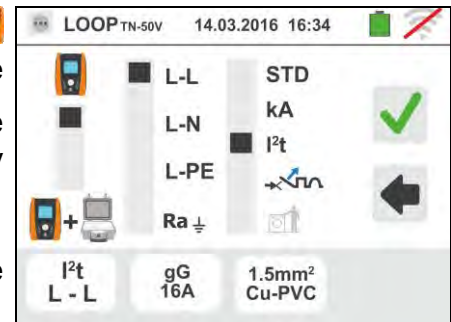 LOOP TN-50V 14.03.2016 16:34
L-L STD
L-N kA
I²t
L-PE
Ra
+
I²t gG 1.5mm²
L - L 16A Cu-PVC
e
e
y
e